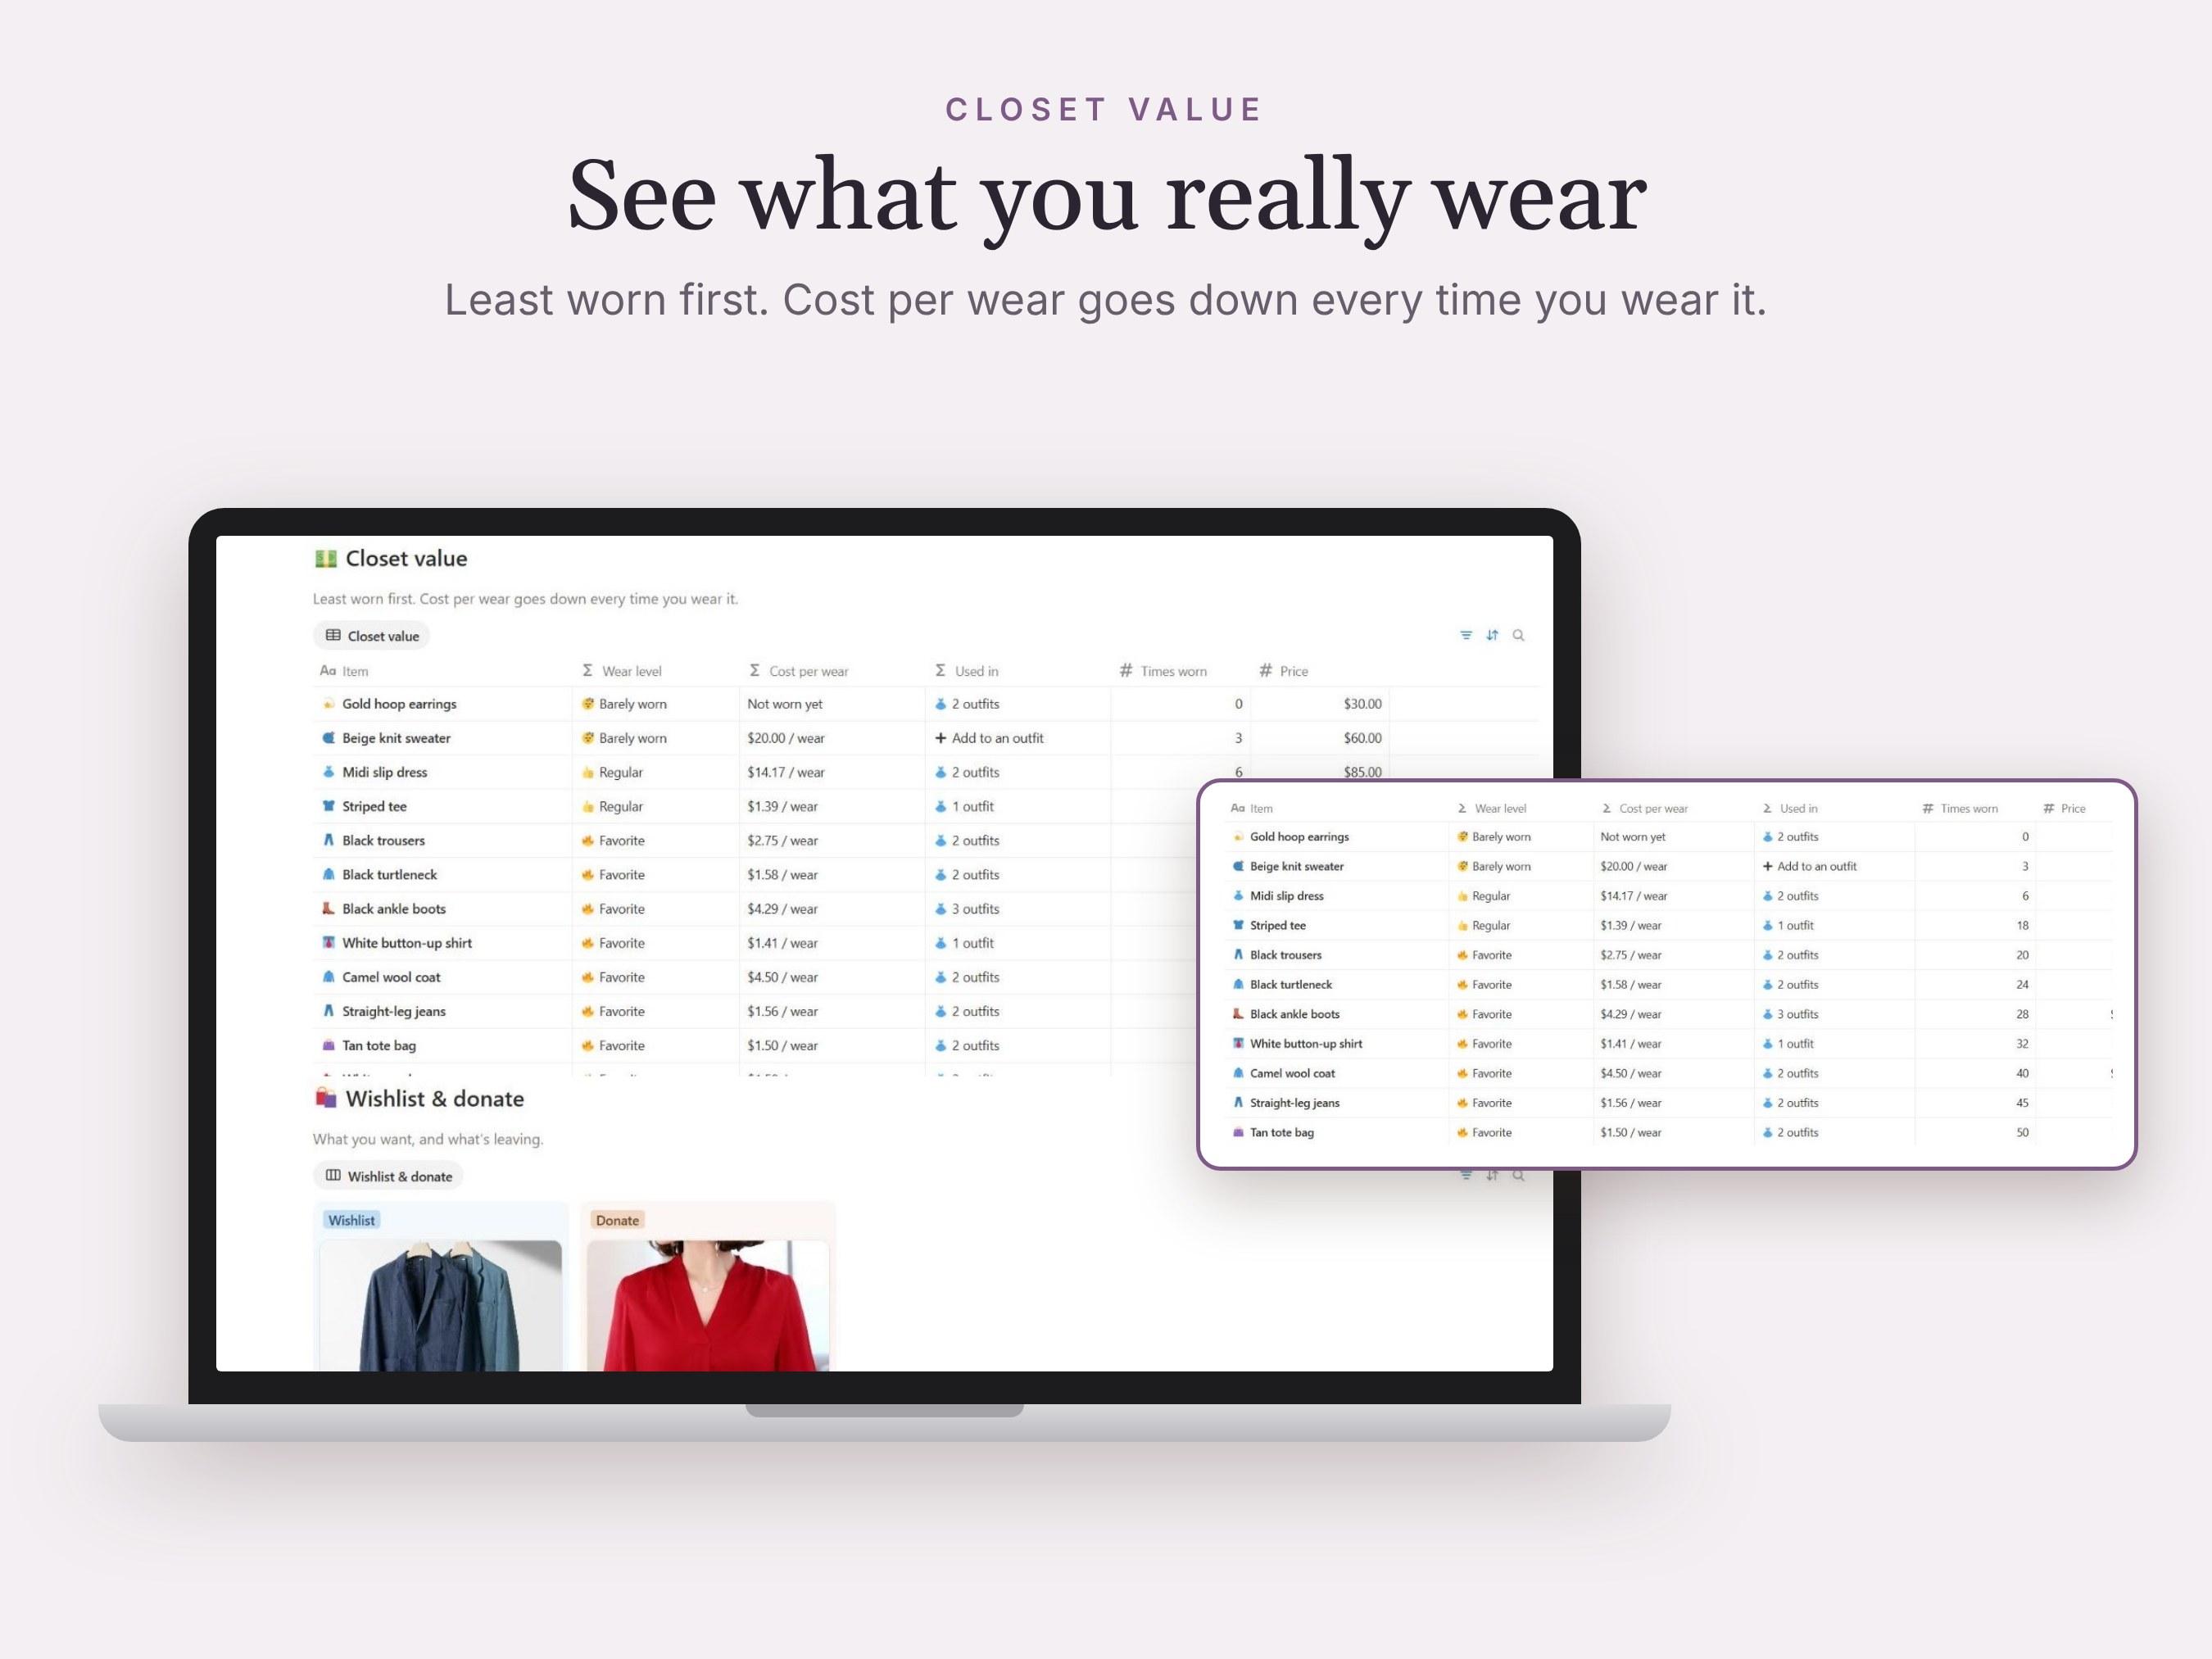 CLOSET VALUE
See what you really wear
Least worn first. Cost per wear goes down every time you wear it.
Closet value
Least worn first. Cost per wear goes down every time you wear it.
Closet value
Aa Item Σ Wear level Σ Cost per wear Σ Used in # Times worn # Price
Gold hoop earrings Barely worn Not worn yet 2 outfits 0 $30.00
Beige knit sweater Barely worn $20.00 / wear + Add to an outfit 3 $60.00
Midi slip dress Regular $14.17 / wear 2 outfits 6 $85.00
Striped tee Regular $1.39 / wear 1 outfit
Black trousers Favorite $2.75 / wear 2 outfits
Black turtleneck Favorite $1.58 / wear 2 outfits
Black ankle boots Favorite $4.29 / wear 3 outfits
White button-up shirt Favorite $1.41 / wear 1 outfit
Camel wool coat Favorite $4.50 / wear 2 outfits
Straight-leg jeans Favorite $1.56 / wear 2 outfits
Tan tote bag Favorite $1.50 / wear 2 outfits
Wishlist & donate
What you want, and what's leaving.
Wishlist & donate
Wishlist Donate
Aa Item Σ Wear level Σ Cost per wear Σ Used in # Times worn # Price
Gold hoop earrings Barely worn Not worn yet 2 outfits 0
Beige knit sweater Barely worn $20.00 / wear + Add to an outfit 3
Midi slip dress Regular $14.17 / wear 2 outfits 6
Striped tee Regular $1.39 / wear 1 outfit 18
Black trousers Favorite $2.75 / wear 2 outfits 20
Black turtleneck Favorite $1.58 / wear 2 outfits 24
Black ankle boots Favorite $4.29 / wear 3 outfits 28
White button-up shirt Favorite $1.41 / wear 1 outfit 32
Camel wool coat Favorite $4.50 / wear 2 outfits 40
Straight-leg jeans Favorite $1.56 / wear 2 outfits 45
Tan tote bag Favorite $1.50 / wear 2 outfits 50